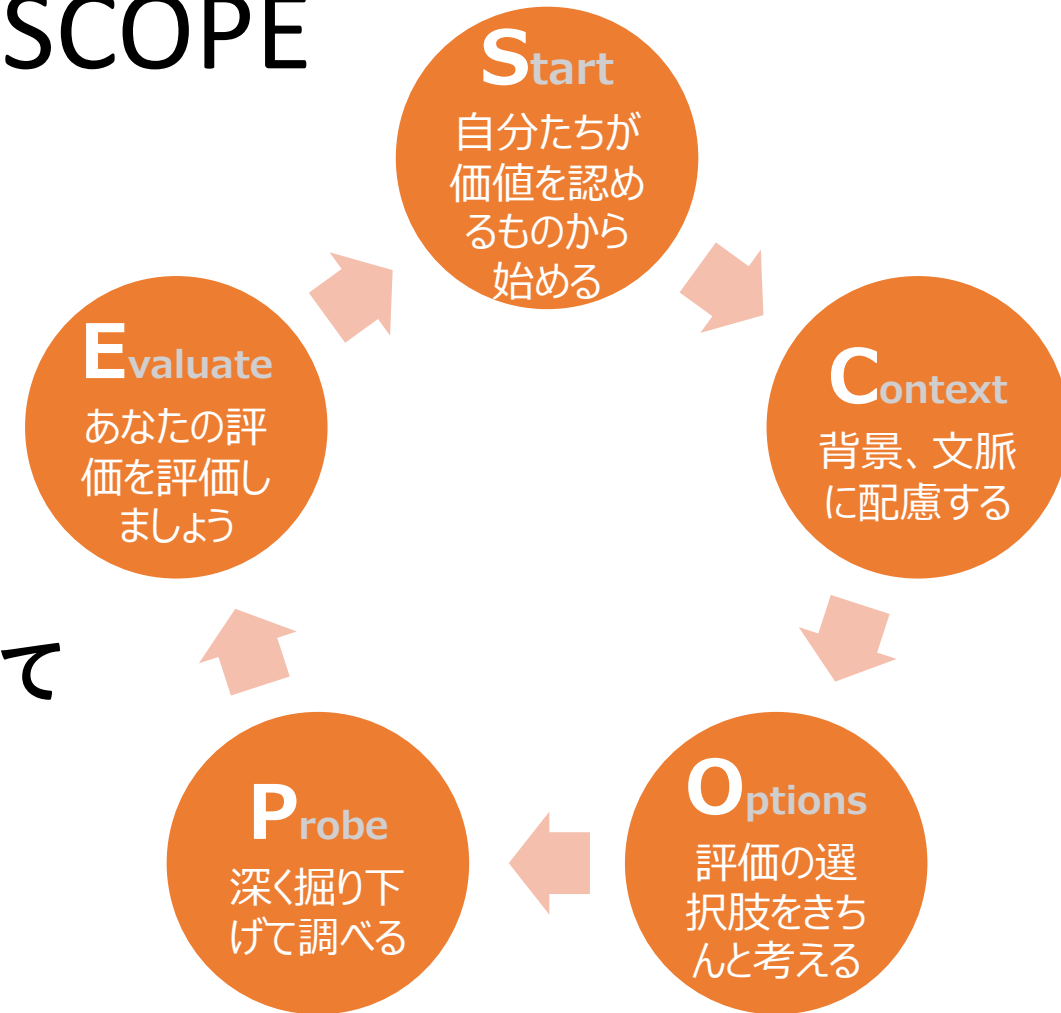 SCOPE
Start
自分たちが
価値を認め
るものから
始める
Context
背景、文脈
に配慮する
Options
評価の選
択肢をきち
んと考える
Probe
深く掘り下
げて調べる
Evaluate
あなたの評
価を評価し
ましょう
て